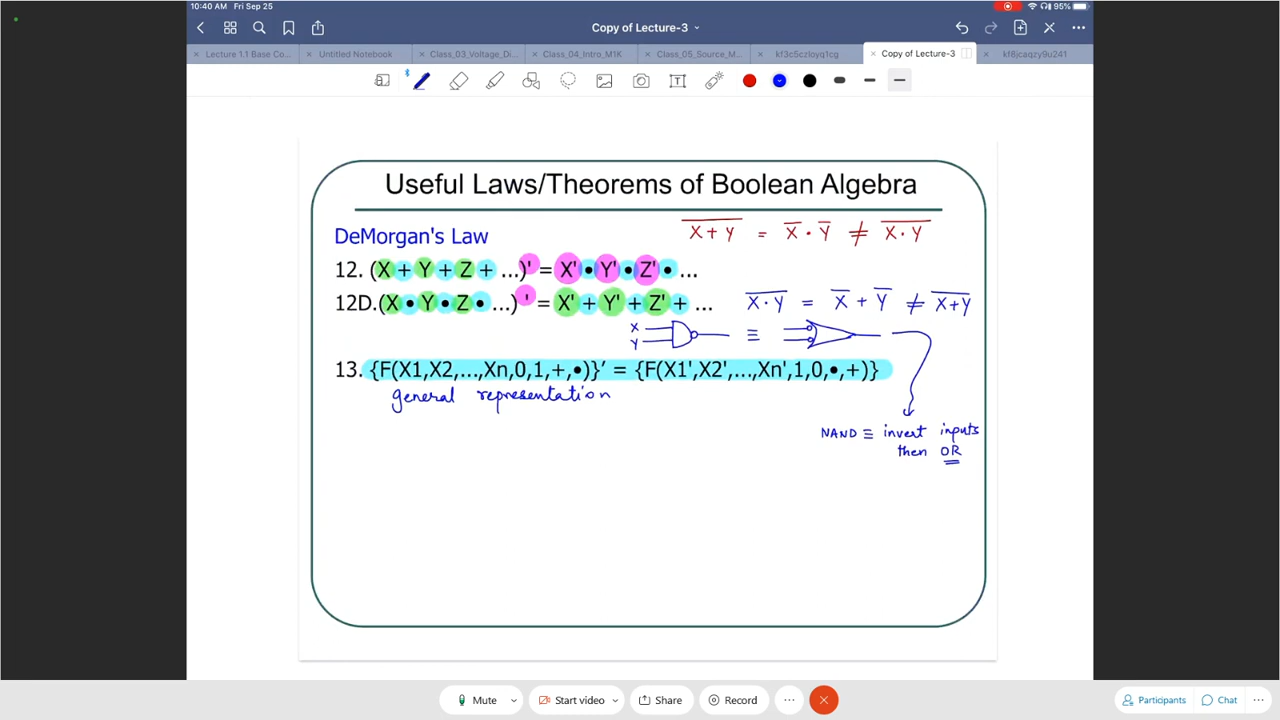 10:40 AM Fri Sep 25
95%
Copy of Lecture-3
Lecture 1.1 Base Co...
Untitled Notebook
Class_03_Voltage_Di...
Class_04_Intro_M1K
Class_05_Source_M...
kf3c5czloyq1cg
Copy of Lecture-3
kf6jcaqzy9u241
Useful Laws/Theorems of Boolean Algebra
DeMorgan's Law
X̅ ̅+̅ ̅Y̅ = X̅ • Y̅ ≠ X̅ ̅•̅ ̅Y̅
12. (X + Y + Z + ...)' = X' • Y' • Z' • ...
12D.(X • Y • Z • ...) ' = X' + Y' + Z' + ...
X̅ ̅•̅ ̅Y̅ = X̅ + Y̅ ≠ X̅ ̅+̅ ̅Y̅
X
Y
≡
13. {F(X1,X2,...,Xn,0,1,+,•)}′ = {F(X1',X2',...,Xn',1,0,•,+)}
general representation
NAND ≡ invert inputs
then OR
Mute
Start video
Share
Record
Participants
Chat